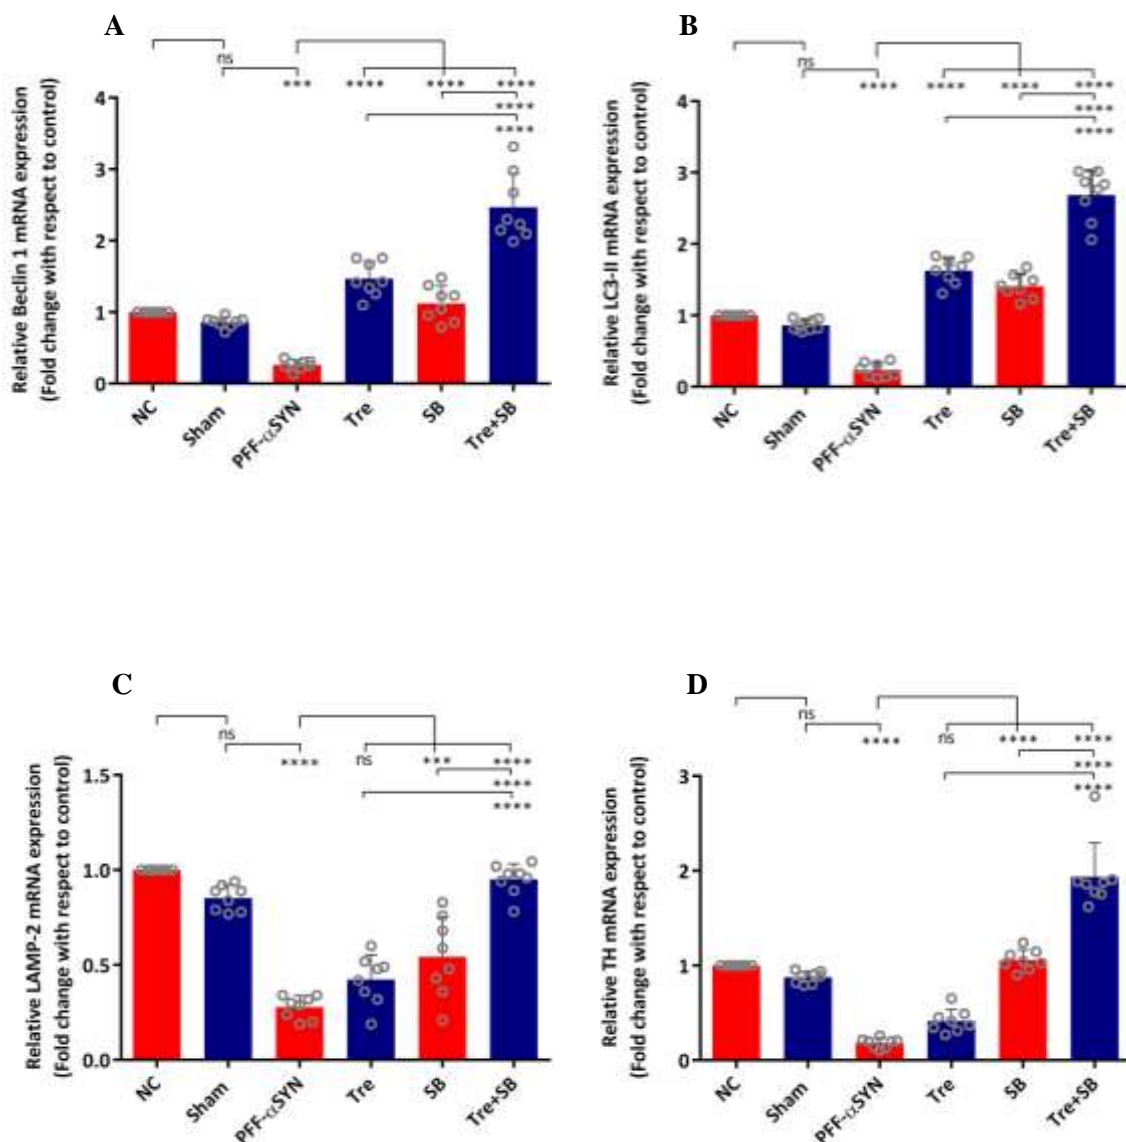 A
ns
*** **** **** ****
****
****
Relative Beclin 1 mRNA expression
(Fold change with respect to control)
4
3
2
1
0
NC
Sham
PFF-αSYN
Tre
SB
Tre+SB
B
ns
**** **** **** ****
****
****
Relative LC3-II mRNA expression
(Fold change with respect to control)
4
3
2
1
0
NC
Sham
PFF-αSYN
Tre
SB
Tre+SB
C
ns
**** ns *** ****
****
****
Relative LAMP-2 mRNA expression
(Fold change with respect to control)
1.5
1.0
0.5
0.0
NC
Sham
PFF-αSYN
Tre
SB
Tre+SB
D
ns
**** ns **** ****
****
****
Relative TH mRNA expression
(Fold change with respect to control)
3
2
1
0
NC
Sham
PFF-αSYN
Tre
SB
Tre+SB